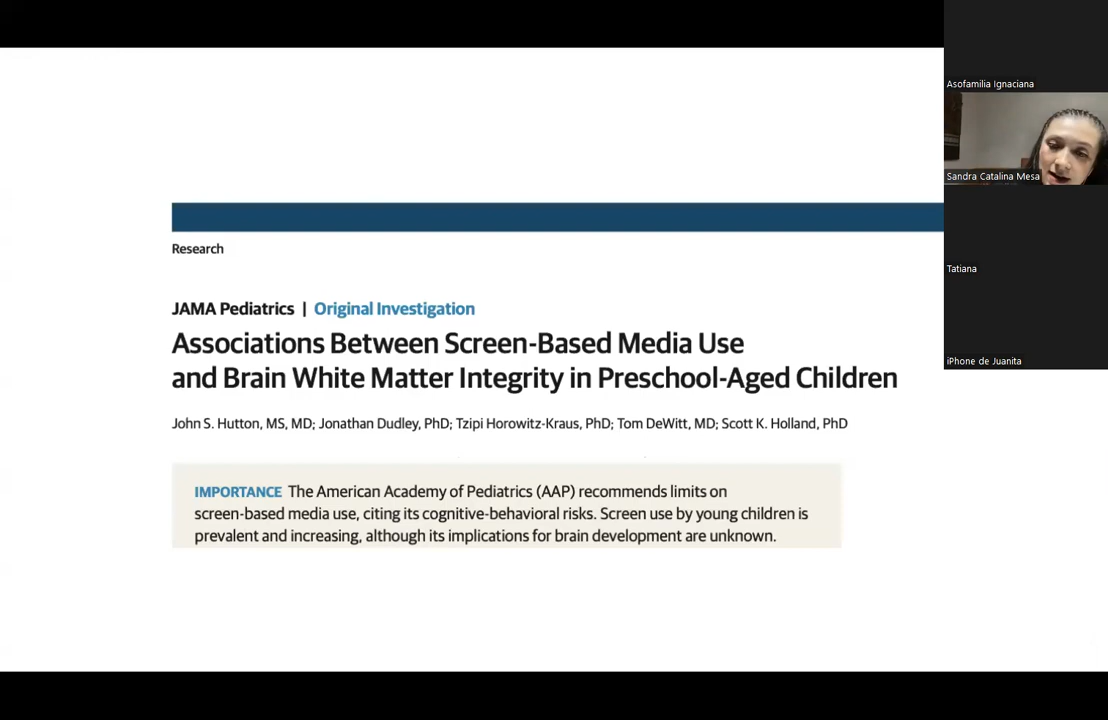 Research
JAMA Pediatrics | Original Investigation
Associations Between Screen-Based Media Use
and Brain White Matter Integrity in Preschool-Aged Children
John S. Hutton, MS, MD; Jonathan Dudley, PhD; Tzipi Horowitz-Kraus, PhD; Tom DeWitt, MD; Scott K. Holland, PhD
IMPORTANCE The American Academy of Pediatrics (AAP) recommends limits on
screen-based media use, citing its cognitive-behavioral risks. Screen use by young children is
prevalent and increasing, although its implications for brain development are unknown.
Asofamilia Ignaciana
Sandra Catalina Mesa
Tatiana
iPhone de Juanita